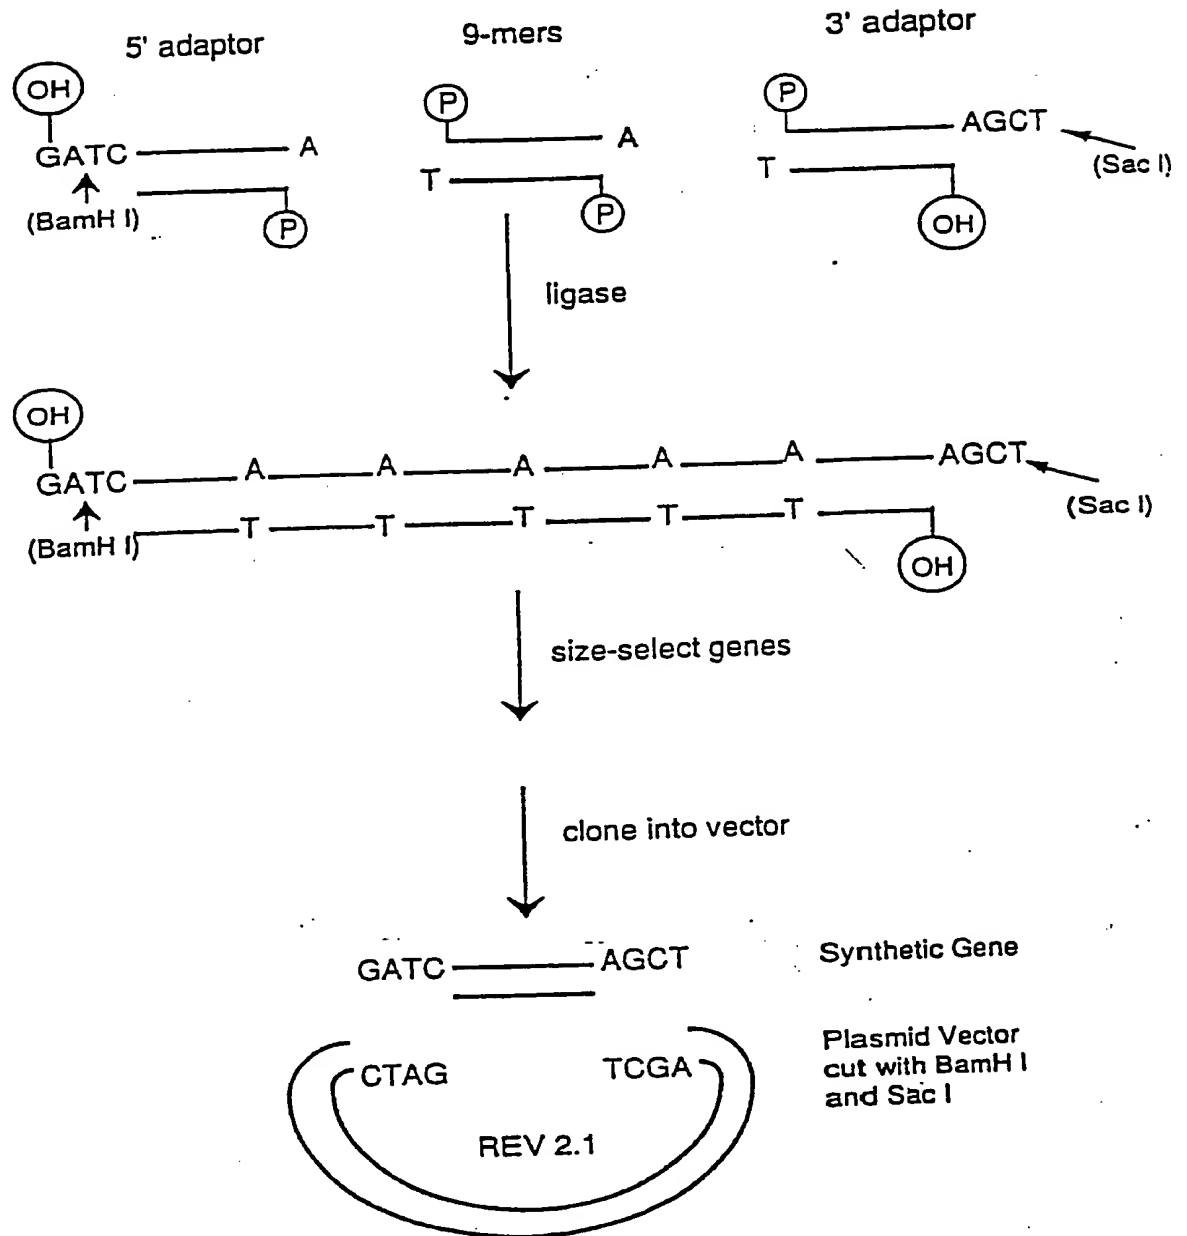 5' adaptor
9-mers
3' adaptor
OH
P
P
GATC
A
A
AGCT
(BamH I)
P
T
P
T
OH
(Sac I)
ligase
OH
GATC
A
A
A
A
A
AGCT
(BamH I)
T
T
T
T
T
OH
(Sac I)
size-select genes
clone into vector
GATC
AGCT
Synthetic Gene
CTAG
TCGA
Plasmid Vector
cut with BamH I
and Sac I
REV 2.1